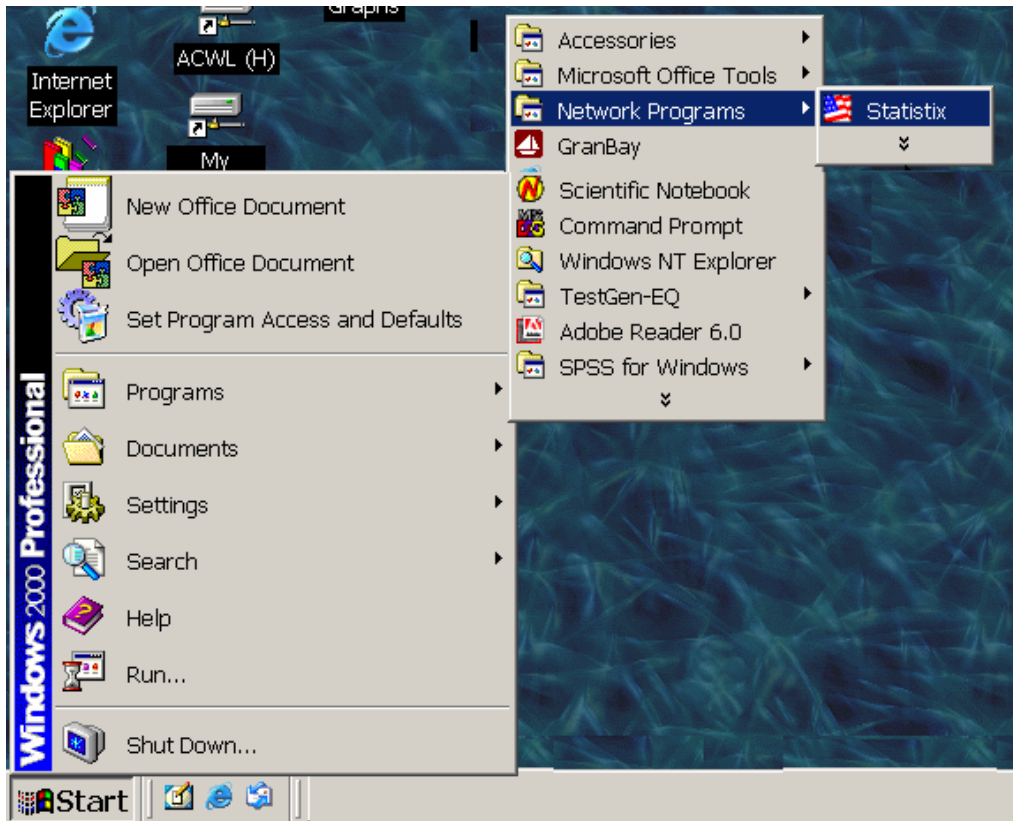 Graphs
ACWL (H)
Internet
Explorer
My
Accessories
Microsoft Office Tools
Network Programs
GranBay
Scientific Notebook
Command Prompt
Windows NT Explorer
TestGen-EQ
Adobe Reader 6.0
SPSS for Windows
Statistix
New Office Document
Open Office Document
Set Program Access and Defaults
Programs
Documents
Settings
Search
Help
Run...
Shut Down...
Windows 2000 Professional
Start